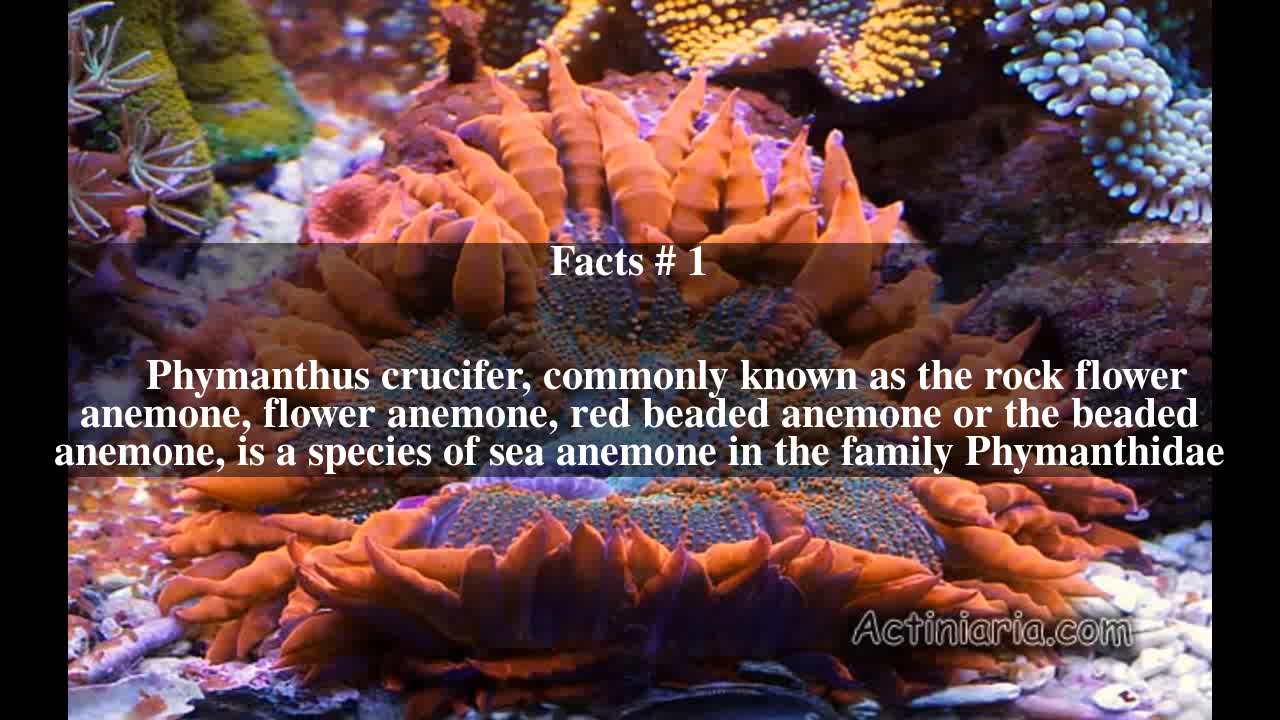 Facts # 1
Phymanthus crucifer, commonly known as the rock flower
anemone, flower anemone, red beaded anemone or the beaded
anemone, is a species of sea anemone in the family Phymanthidae
Actiniaria.com